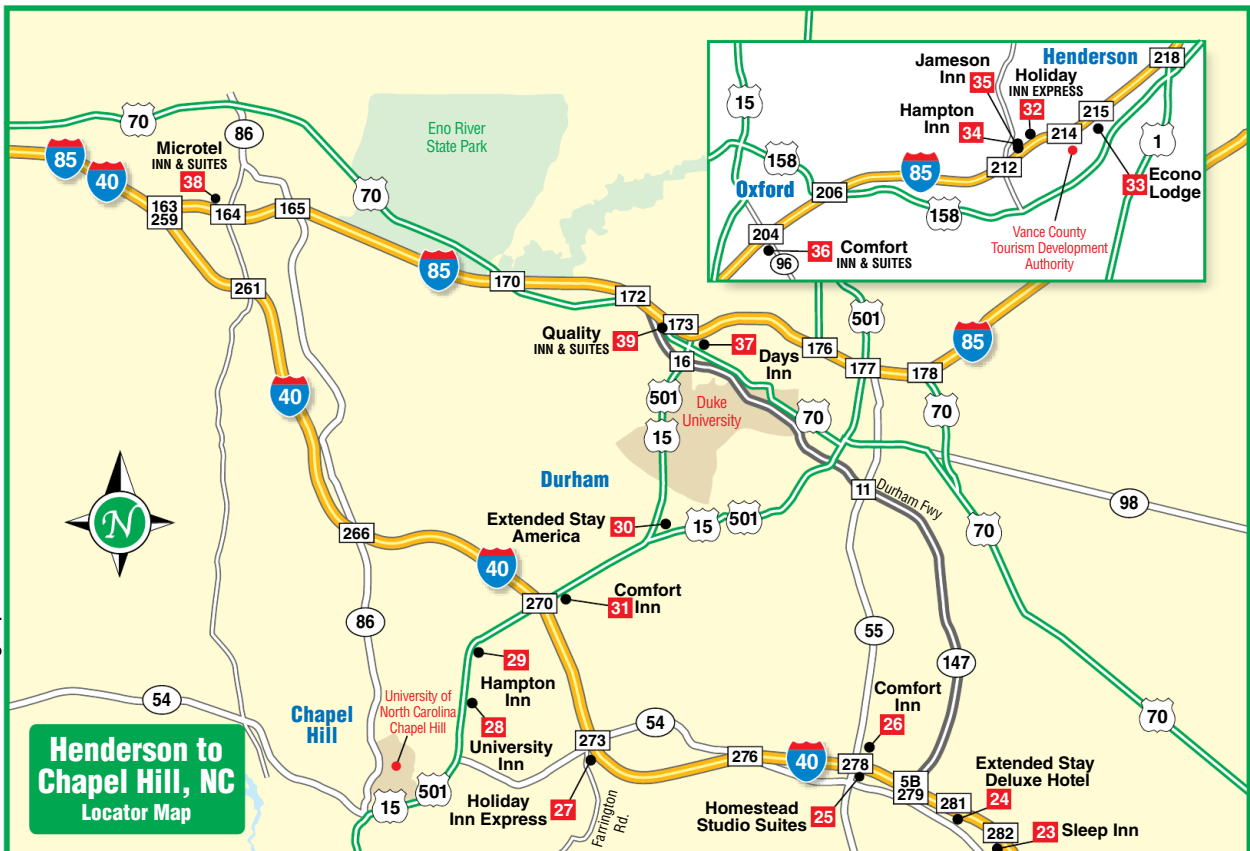 Henderson to
Chapel Hill, NC
Locator Map
70
86
85
40
Microtel
INN & SUITES
38
163
259
164
165
Eno River
State Park
70
85
170
172
261
40
Quality
INN & SUITES
39
173
37
Days
Inn
16
176
177
178
501
85
70
501
15
Duke
University
70
Durham
11
Durham Fwy
98
70
Extended Stay
America
30
15
501
266
40
270
Comfort
Inn
31
86
29
Hampton
Inn
28
University
Inn
55
147
Comfort
Inn
26
70
54
Chapel
Hill
University of
North Carolina
Chapel Hill
273
54
276
40
278
5B
279
Extended Stay
Deluxe Hotel
24
281
282
23
Sleep Inn
15
501
Holiday
Inn Express
27
Farrington
Rd.
Homestead
Studio Suites
25
N
Jameson
Inn
35
Henderson
Holiday
INN EXPRESS
32
218
215
214
Hampton
Inn
34
212
1
33
Econo
Lodge
15
158
85
Oxford
206
158
204
36
Comfort
INN & SUITES
96
Vance County
Tourism Development
Authority